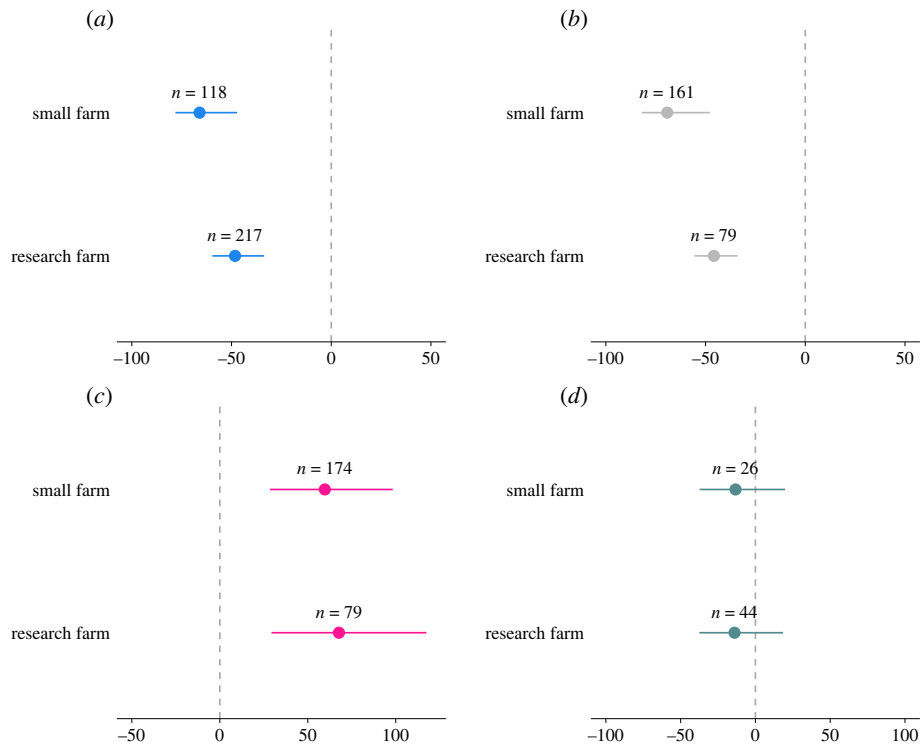 (a)
n = 118
small farm
n = 217
research farm
–100 –50 0 50
(b)
n = 161
small farm
n = 79
research farm
–100 –50 0 50
(c)
n = 174
small farm
n = 79
research farm
–50 0 50 100
(d)
n = 26
small farm
n = 44
research farm
–100 –50 0 50 100